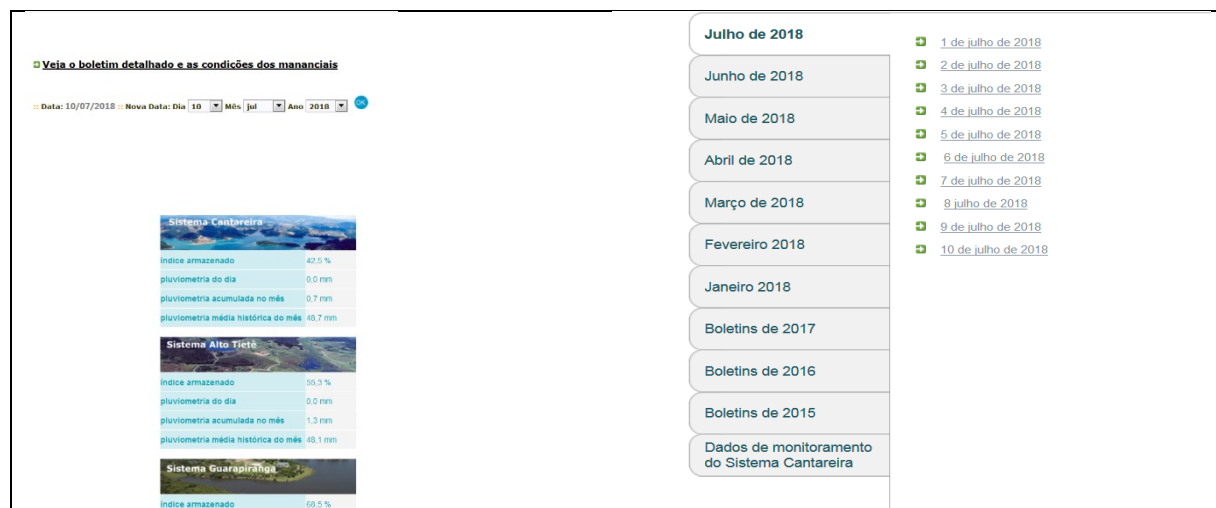 Veja o boletim detalhado e as condições dos mananciais
:: Data: 10/07/2018 :: Nova Data: Dia 10 Mês jul Ano 2018 OK
Sistema Cantareira
índice armazenado 42,5 %
pluviometria do dia 0,0 mm
pluviometria acumulada no mês 0,7 mm
pluviometria média histórica do mês 48,7 mm
Sistema Alto Tietê
índice armazenado 55,3 %
pluviometria do dia 0,0 mm
pluviometria acumulada no mês 1,3 mm
pluviometria média histórica do mês 48,1 mm
Sistema Guarapiranga
índice armazenado 68,5 %
Julho de 2018
Junho de 2018
Maio de 2018
Abril de 2018
Março de 2018
Fevereiro 2018
Janeiro 2018
Boletins de 2017
Boletins de 2016
Boletins de 2015
Dados de monitoramento
do Sistema Cantareira
1 de julho de 2018
2 de julho de 2018
3 de julho de 2018
4 de julho de 2018
5 de julho de 2018
6 de julho de 2018
7 de julho de 2018
8 julho de 2018
9 de julho de 2018
10 de julho de 2018